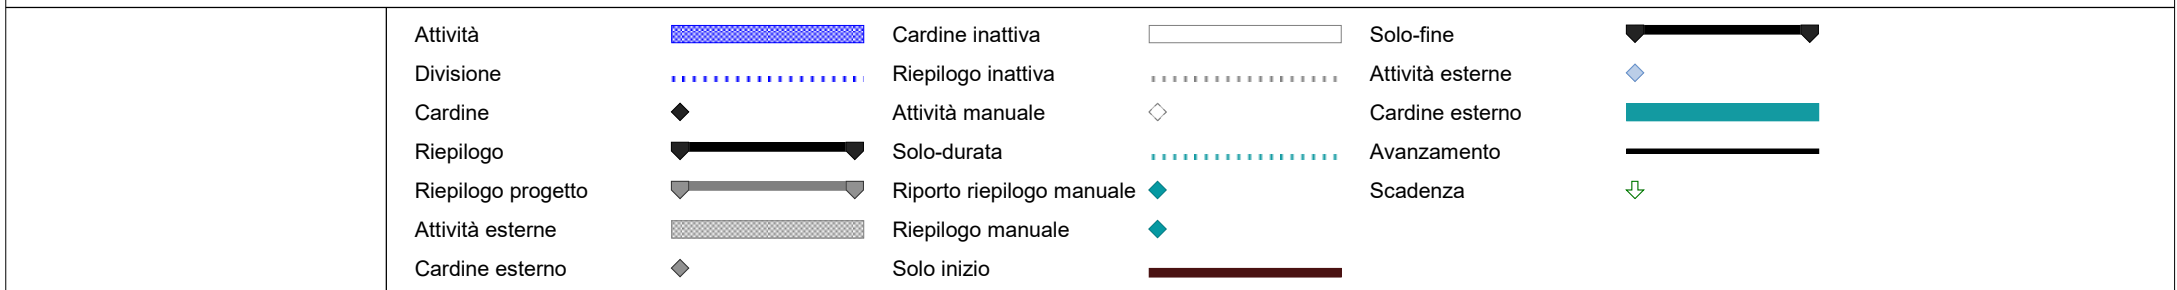 Attività
Divisione
Cardine
Riepilogo
Riepilogo progetto
Attività esterne
Cardine esterno
Cardine inattiva
Riepilogo inattiva
Attività manuale
Solo-durata
Riporto riepilogo manuale
Riepilogo manuale
Solo inizio
Solo-fine
Attività esterne
Cardine esterno
Avanzamento
Scadenza